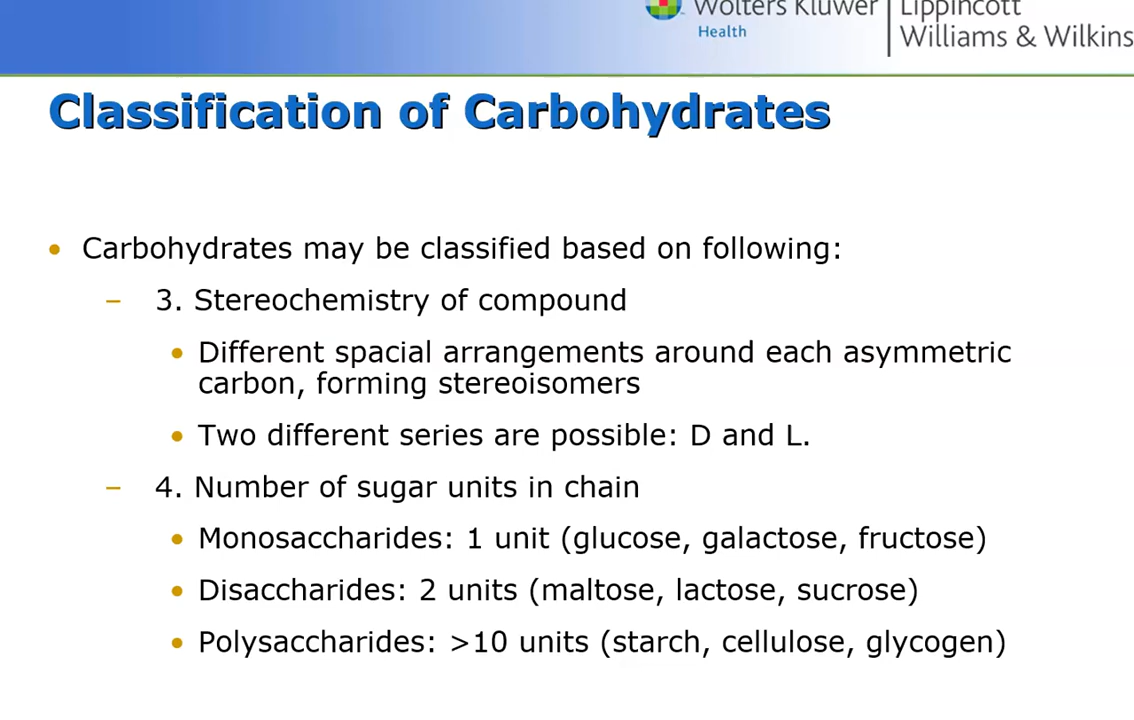 Wolters Kluwer
Health
Lippincott
Williams & Wilkins
Classification of Carbohydrates
• Carbohydrates may be classified based on following:
– 3. Stereochemistry of compound
• Different spacial arrangements around each asymmetric
carbon, forming stereoisomers
• Two different series are possible: D and L.
– 4. Number of sugar units in chain
• Monosaccharides: 1 unit (glucose, galactose, fructose)
• Disaccharides: 2 units (maltose, lactose, sucrose)
• Polysaccharides: >10 units (starch, cellulose, glycogen)